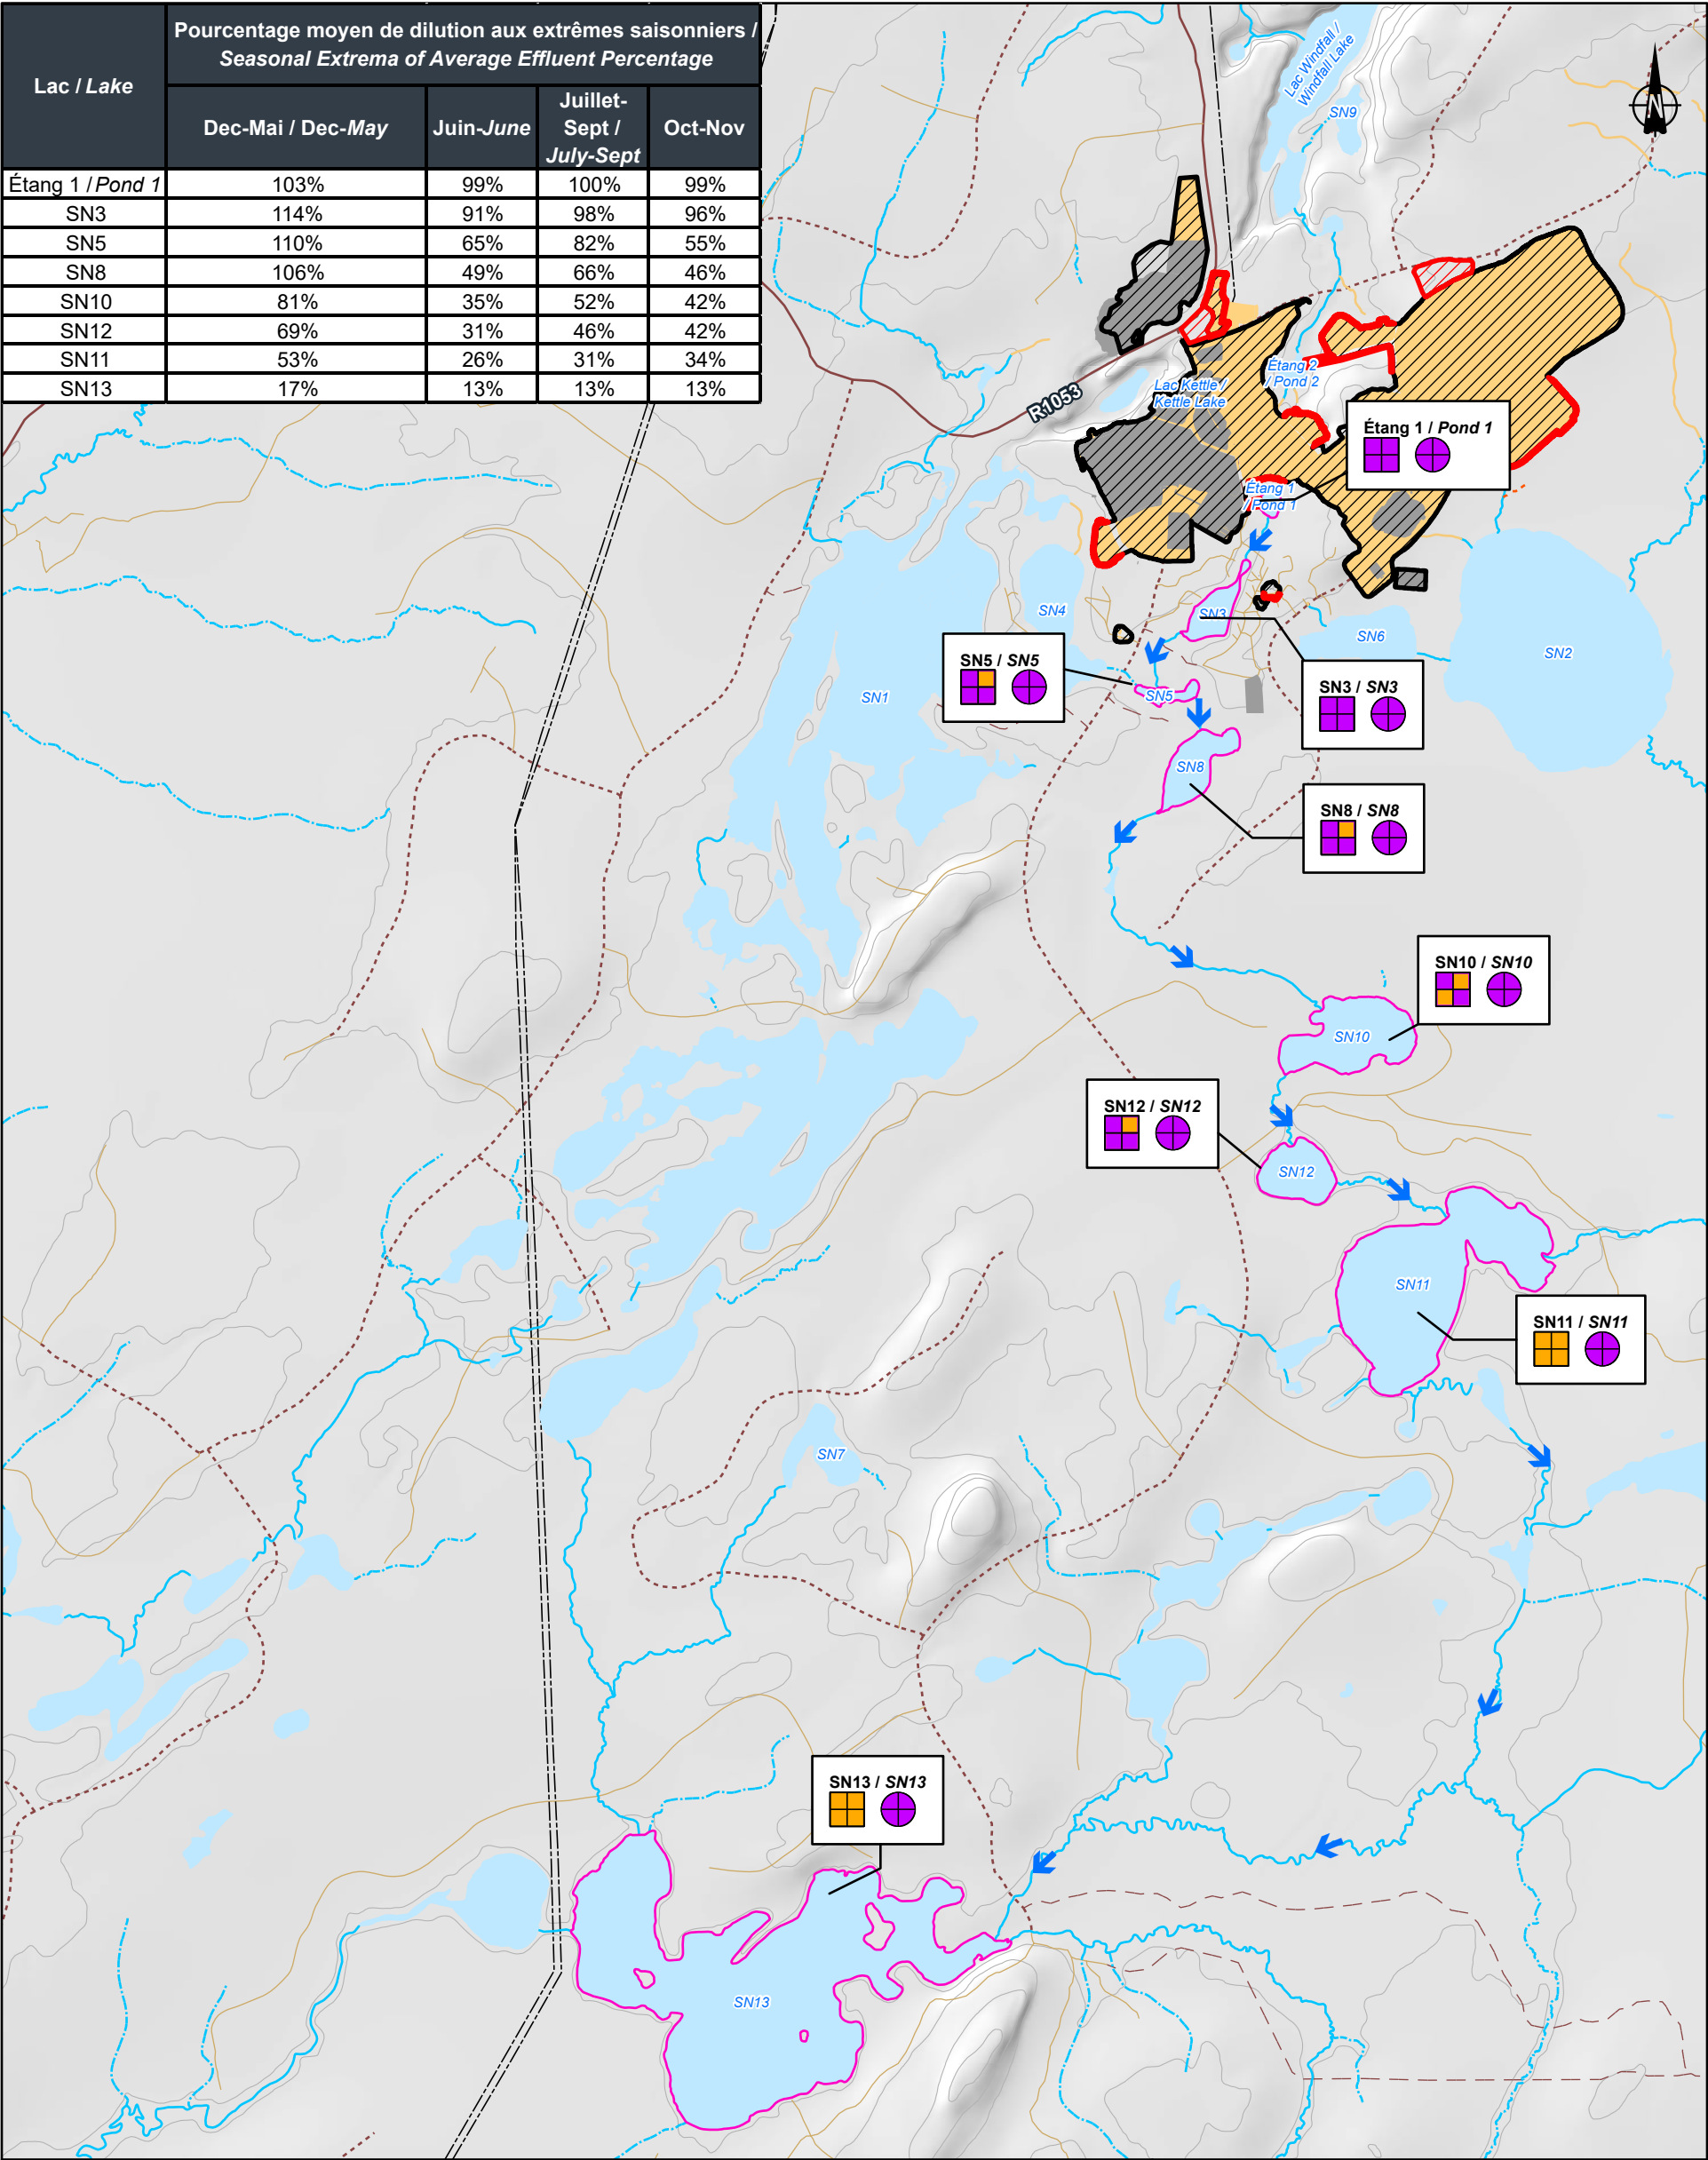 Lac / Lake
Pourcentage moyen de dilution aux extrêmes saisonniers /
Seasonal Extrema of Average Effluent Percentage
Dec-Mai / Dec-May
Juin-June
Juillet-
Sept /
July-Sept
Oct-Nov
Étang 1 / Pond 1 103% 99% 100% 99%
SN3 114% 91% 98% 96%
SN5 110% 65% 82% 55%
SN8 106% 49% 66% 46%
SN10 81% 35% 52% 42%
SN12 69% 31% 46% 42%
SN11 53% 26% 31% 34%
SN13 17% 13% 13% 13%
Lac Windfall /
Windfall Lake
SN9
N
R1053
Lac Kettle /
Kettle Lake
Étang 2
/ Pond 2
Étang 1 / Pond 1
Étang 1
/ Pond 1
SN4
SN3
SN6
SN2
SN1
SN5 / SN5
SN5
SN3 / SN3
SN8
SN8 / SN8
SN10 / SN10
SN10
SN12 / SN12
SN12
SN11
SN11 / SN11
SN7
SN13 / SN13
SN13